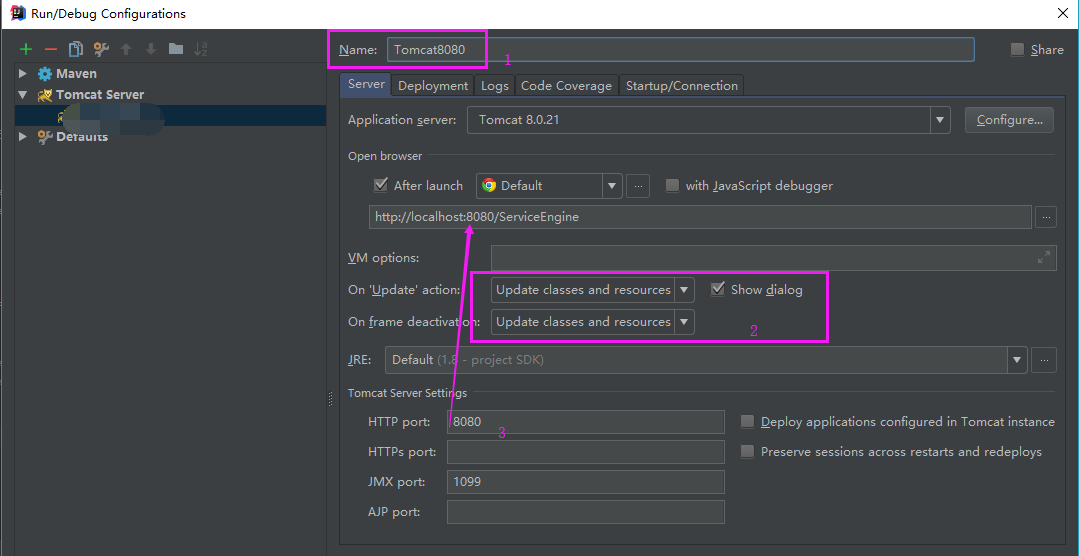 Run/Debug Configurations
Name: Tomcat8080
1
Share
Maven
Tomcat Server
Defaults
Server Deployment Logs Code Coverage Startup/Connection
Application server: Tomcat 8.0.21 Configure...
Open browser
After launch Default ... with JavaScript debugger
http://localhost:8080/ServiceEngine ...
VM options:
On 'Update' action: Update classes and resources Show dialog
On frame deactivation: Update classes and resources
2
JRE: Default (1.8 - project SDK) ...
Tomcat Server Settings
HTTP port: 8080 Deploy applications configured in Tomcat instance
3
HTTPs port: Preserve sessions across restarts and redeploys
JMX port: 1099
AJP port: